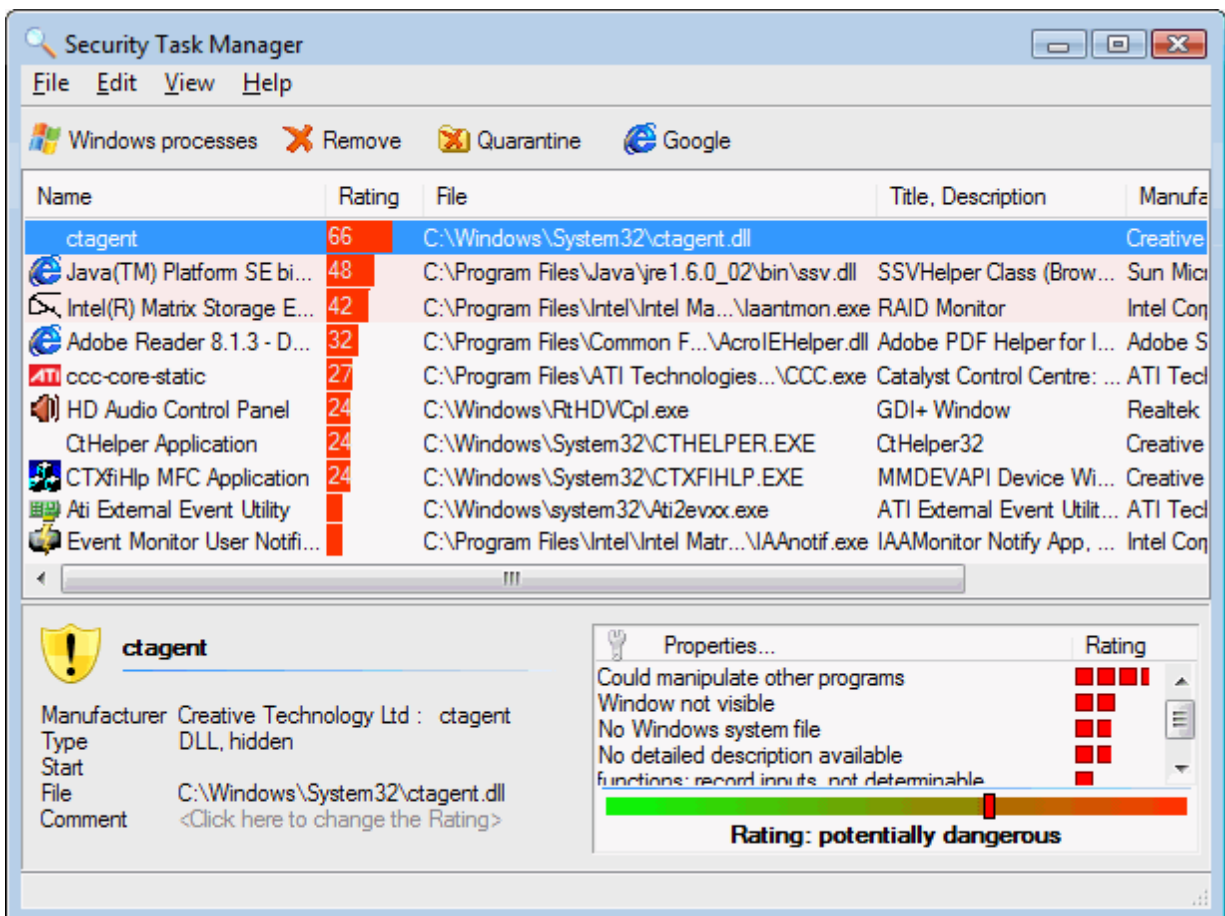 Security Task Manager
File Edit View Help
Windows processes Remove Quarantine Google
Name Rating File Title, Description Manufa
ctagent 66 C:\Windows\System32\ctagent.dll Creative
Java(TM) Platform SE bi... 48 C:\Program Files\Java\jre1.6.0_02\bin\ssv.dll SSVHelper Class (Brow... Sun Micr
Intel(R) Matrix Storage E... 42 C:\Program Files\Intel\Intel Ma...\Iaantmon.exe RAID Monitor Intel Corp
Adobe Reader 8.1.3 - D... 32 C:\Program Files\Common F...\AcroIEHelper.dll Adobe PDF Helper for I... Adobe S
ATI ccc-core-static 27 C:\Program Files\ATI Technologies...\CCC.exe Catalyst Control Centre: ... ATI Tech
HD Audio Control Panel 24 C:\Windows\RtHDVCpl.exe GDI+ Window Realtek
CtHelper Application 24 C:\Windows\System32\CTHELPER.EXE CtHelper32 Creative
CTXfiHlp MFC Application 24 C:\Windows\System32\CTXFIHLP.EXE MMDEVAPI Device Wi... Creative
Ati External Event Utility C:\Windows\system32\Ati2evxx.exe ATI External Event Utilit... ATI Tech
Event Monitor User Notifi... C:\Program Files\Intel\Intel Matr...\IAAnotif.exe IAAMonitor Notify App, ... Intel Corp
ctagent
Manufacturer Creative Technology Ltd : ctagent
Type DLL, hidden
Start
File C:\Windows\System32\ctagent.dll
Comment <Click here to change the Rating>
Properties... Rating
Could manipulate other programs
Window not visible
No Windows system file
No detailed description available
functions: record inputs, not determinable
Rating: potentially dangerous